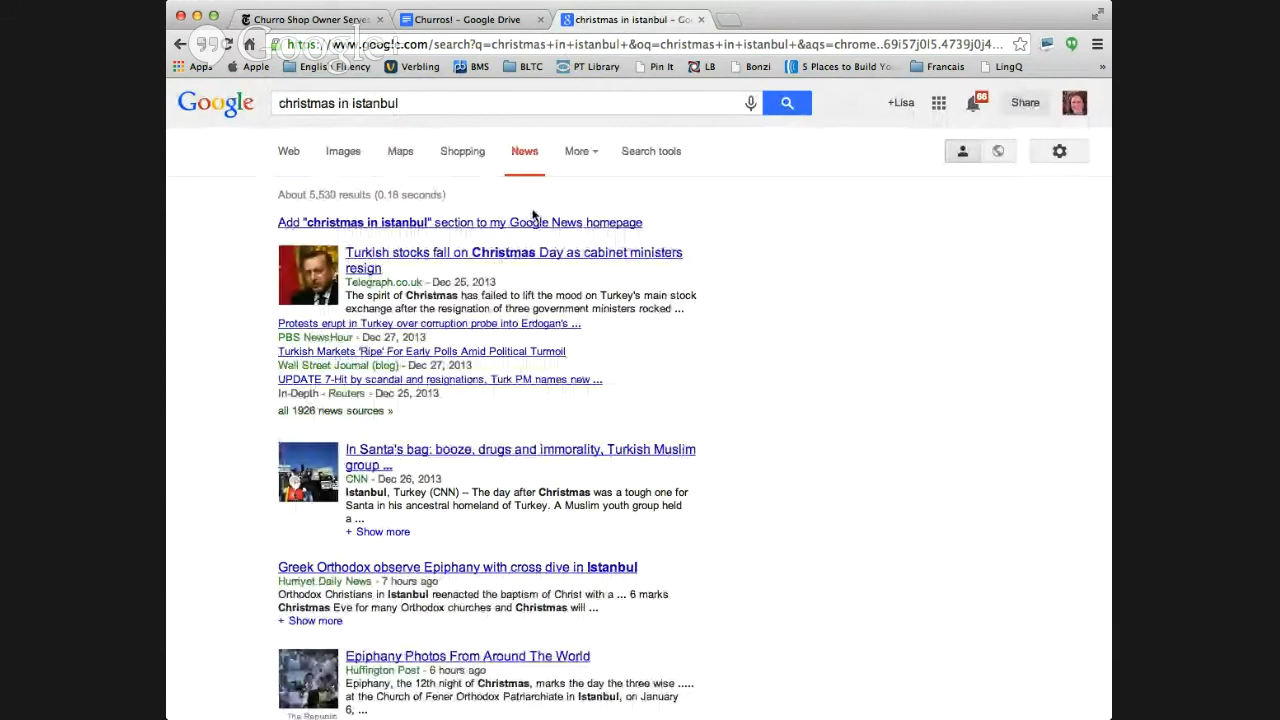 Churro Shop Owner Serve
Churros! – Google Drive
christmas in istanbul - Go
Google
https://www.google.com/search?q=christmas+in+istanbul+&oq=christmas+in+istanbul+&aqs=chrome..69i57j0l5.4739j0j4...
Apps Apple English Fluency Verbling BMS BLTC PT Library Pin It LB Bonzi 5 Places to Build You Francais LingQ »
Google christmas in istanbul +Lisa 66 Share
Web Images Maps Shopping News More Search tools
About 5,530 results (0.16 seconds)
Add "christmas in istanbul" section to my Google News homepage
Turkish stocks fall on Christmas Day as cabinet ministers
resign
Telegraph.co.uk - Dec 25, 2013
The spirit of Christmas has failed to lift the mood on Turkey's main stock
exchange after the resignation of three government ministers rocked ...
Protests erupt in Turkey over corruption probe into Erdogan's ...
PBS NewsHour - Dec 27, 2013
Turkish Markets 'Ripe' For Early Polls Amid Political Turmoil
Wall Street Journal (blog) - Dec 27, 2013
UPDATE 7-Hit by scandal and resignations, Turk PM names new ...
In-Depth - Reuters - Dec 25, 2013
all 1926 news sources »
In Santa's bag: booze, drugs and immorality, Turkish Muslim
group ...
CNN - Dec 26, 2013
Istanbul, Turkey (CNN) -- The day after Christmas was a tough one for
Santa in his ancestral homeland of Turkey. A Muslim youth group held
a ...
+ Show more
Greek Orthodox observe Epiphany with cross dive in Istanbul
Hurriyet Daily News - 7 hours ago
Orthodox Christians in Istanbul reenacted the baptism of Christ with a ... 6 marks
Christmas Eve for many Orthodox churches and Christmas will ...
+ Show more
Epiphany Photos From Around The World
Huffington Post - 6 hours ago
Epiphany, the 12th night of Christmas, marks the day the three wise .....
at the Church of Fener Orthodox Patriarchate in Istanbul, on January
6, ...
The Republic